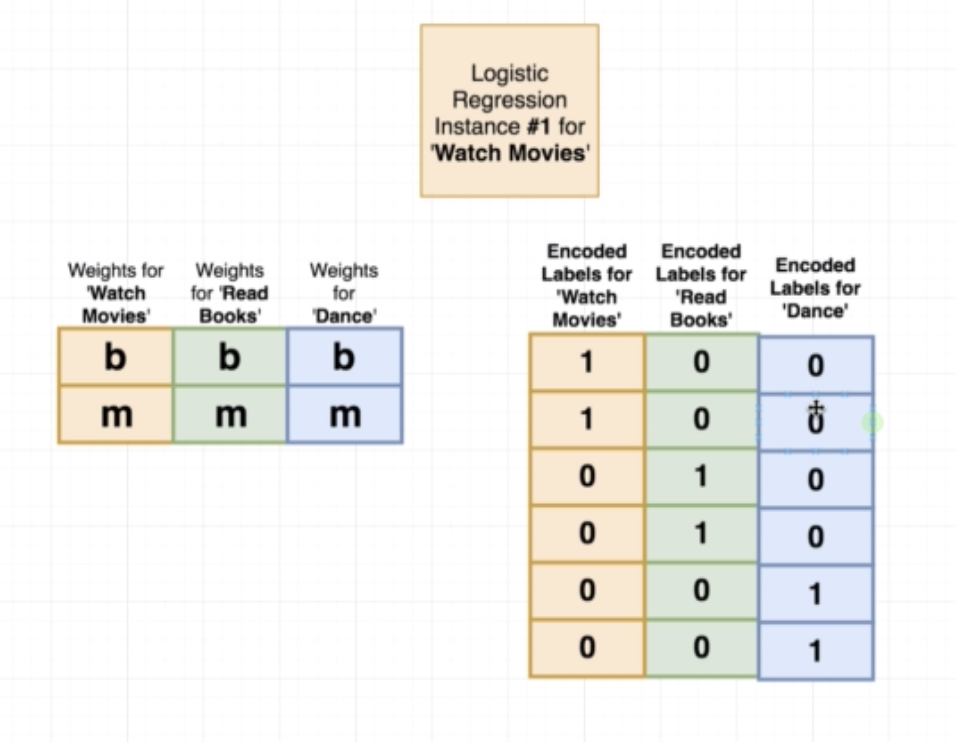 Logistic
Regression
Instance #1 for
'Watch Movies'
Weights for
'Watch
Movies'
Weights
for 'Read
Books'
Weights
for
'Dance'
b b b
m m m
Encoded
Labels for
'Watch
Movies'
Encoded
Labels for
'Read
Books'
Encoded
Labels for
'Dance'
1 0 0
1 0 0
0 1 0
0 1 0
0 0 1
0 0 1